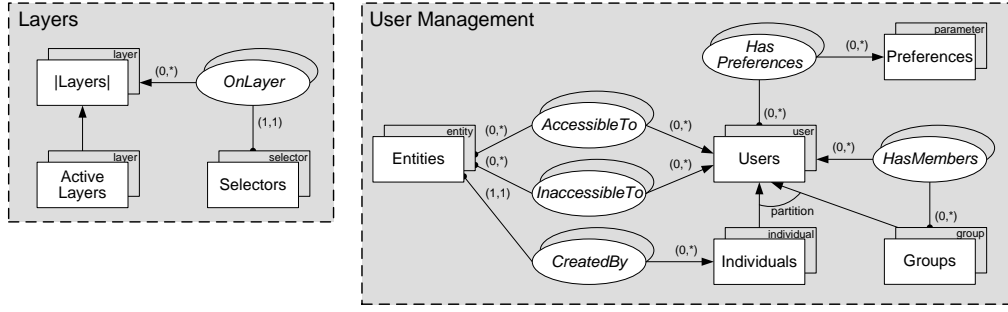 Layers
layer
|Layers|
(0,*)
OnLayer
(1,1)
layer
Active
Layers
selector
Selectors
User Management
Has
Preferences
(0,*)
parameter
Preferences
(0,*)
entity
Entities
(0,*)
AccessibleTo
(0,*)
user
Users
(0,*)
HasMembers
(0,*)
InaccessibleTo
(0,*)
(1,1)
partition
(0,*)
CreatedBy
(0,*)
individual
Individuals
group
Groups